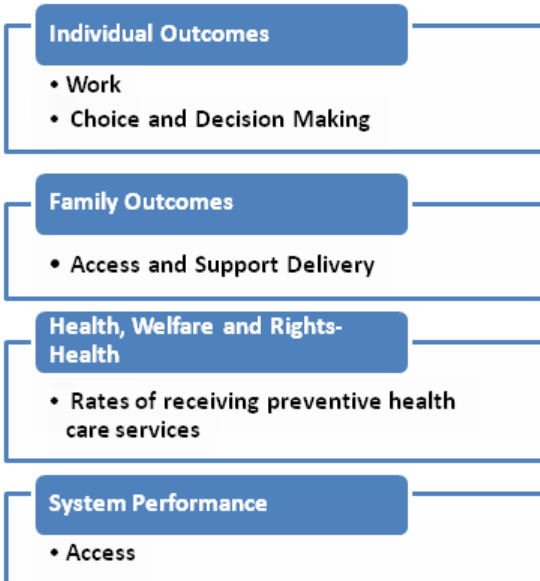 Individual Outcomes
• Work
• Choice and Decision Making
Family Outcomes
• Access and Support Delivery
Health, Welfare and Rights-
Health
• Rates of receiving preventive health
care services
System Performance
• Access